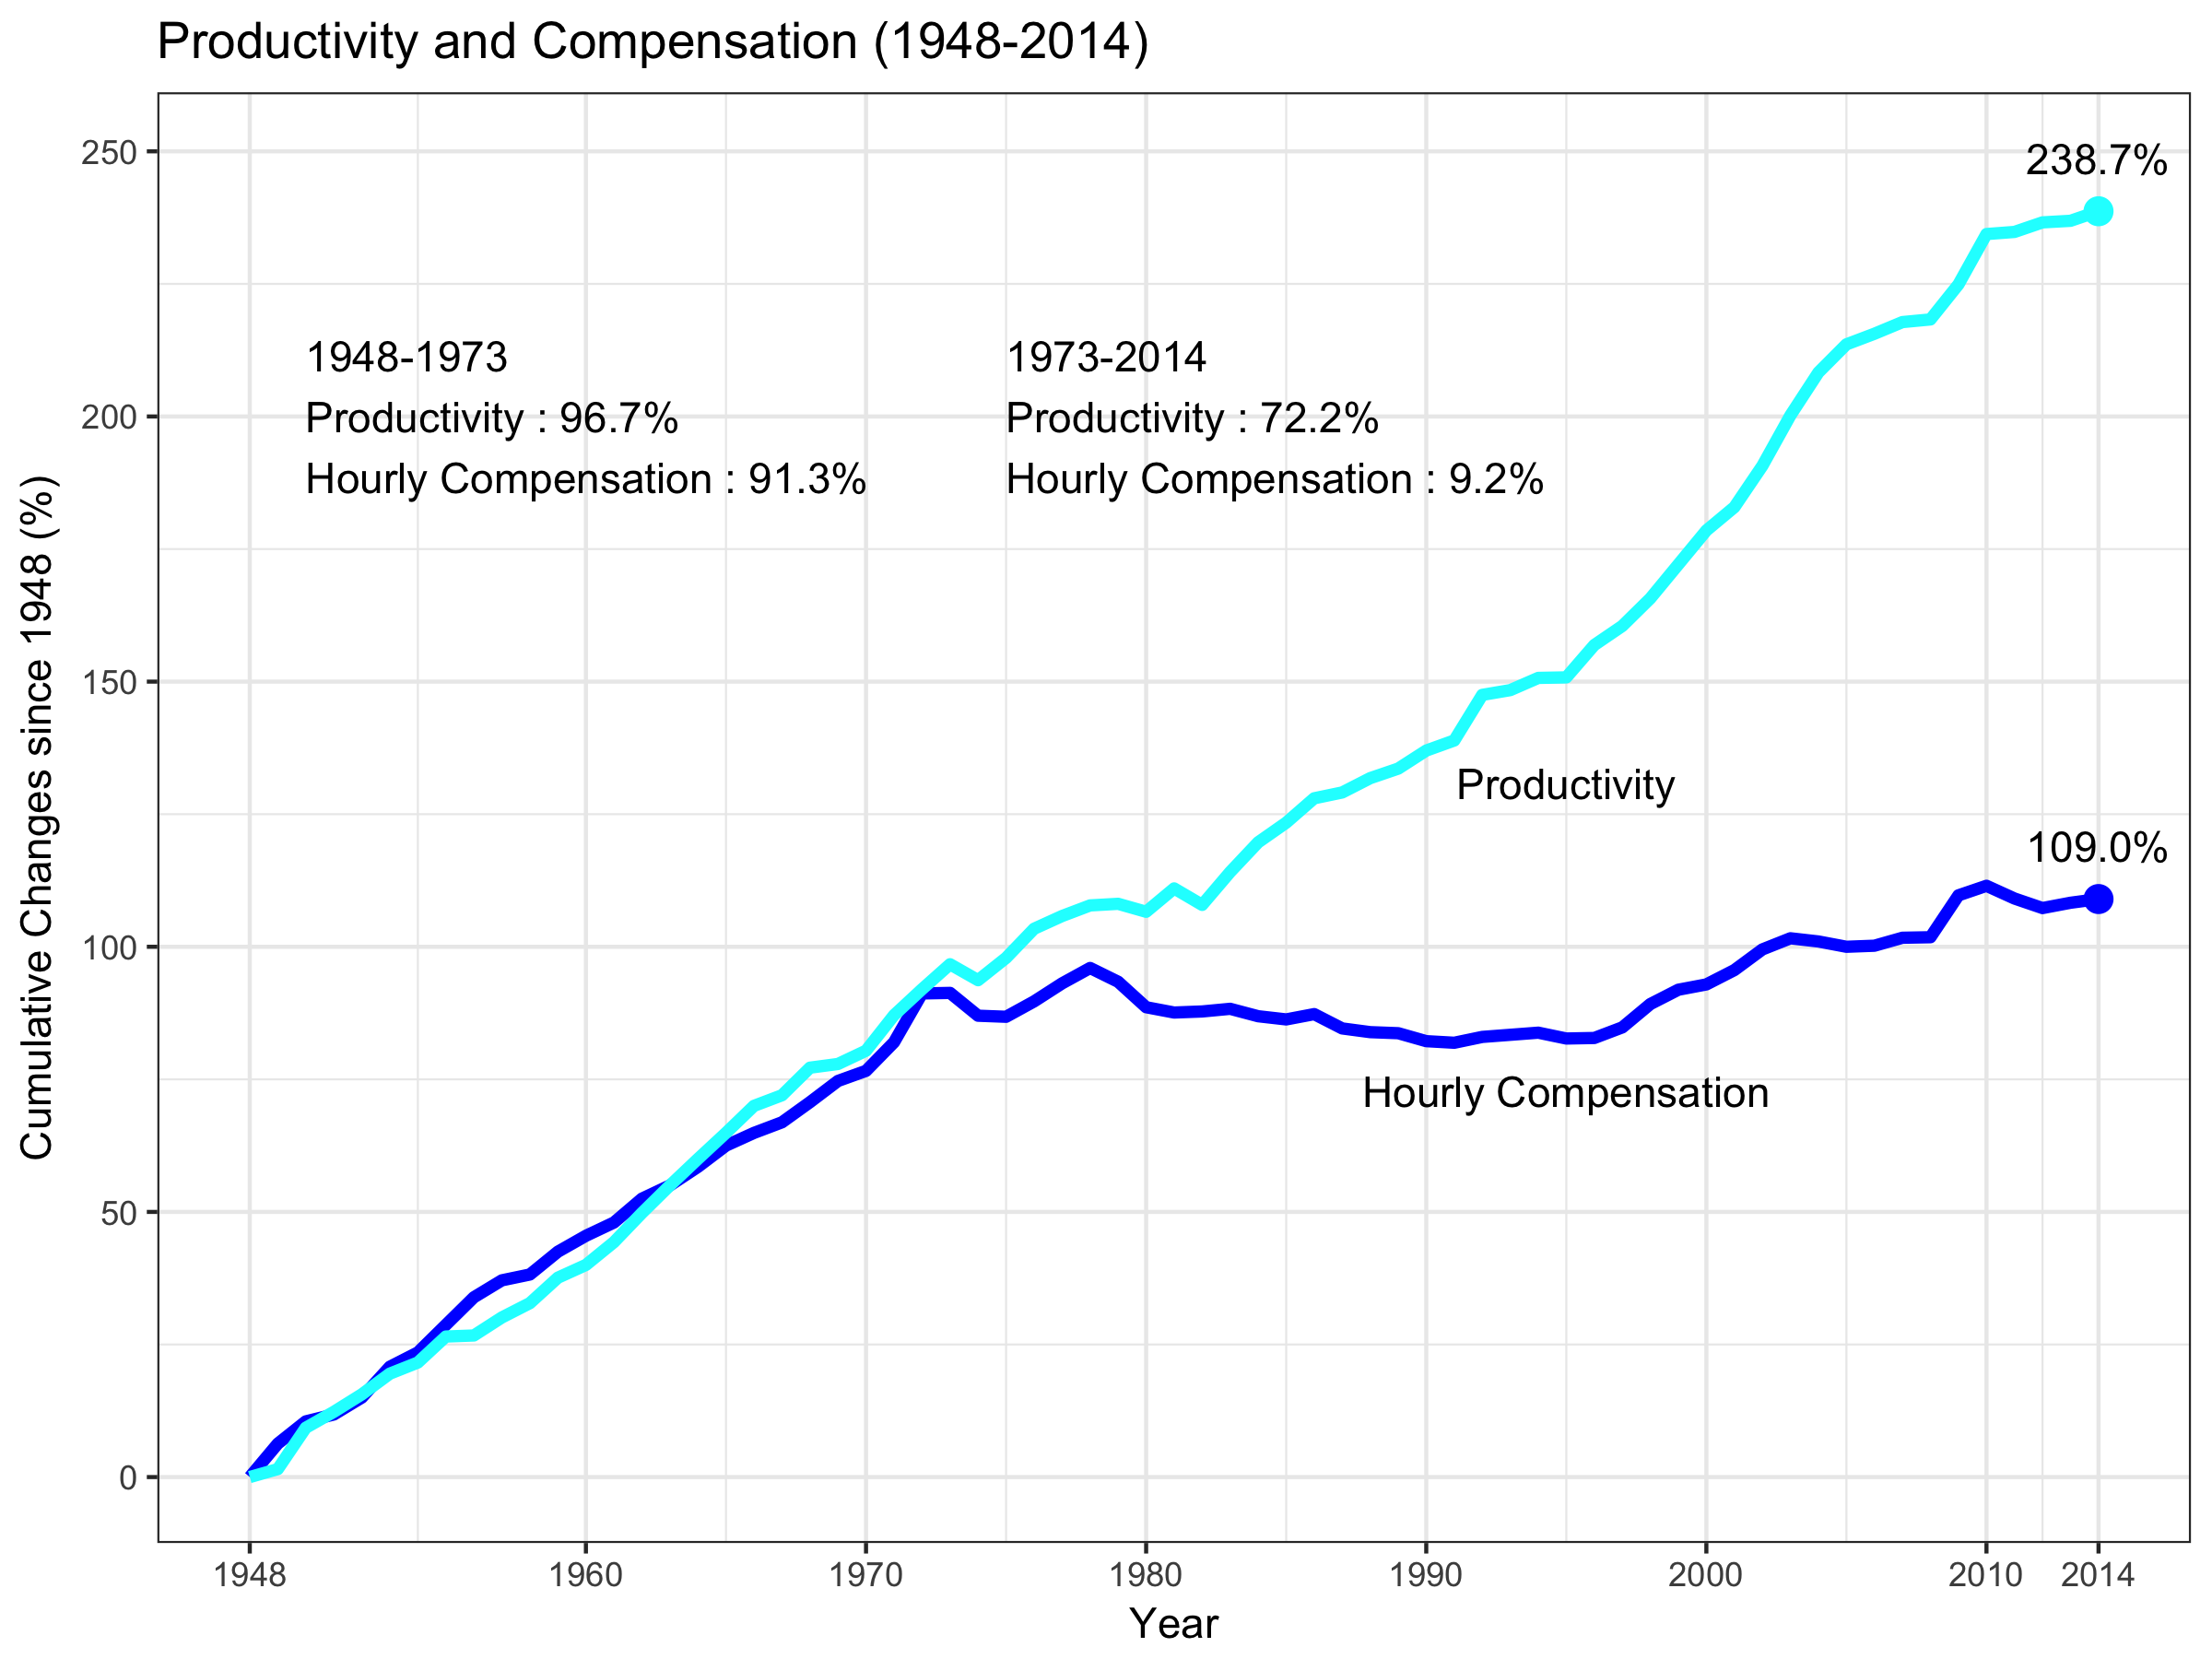 Productivity and Compensation (1948-2014)
Cumulative Changes since 1948 (%)
250
200
150
100
50
0
238.7%
1948-1973
Productivity : 96.7%
Hourly Compensation : 91.3%
1973-2014
Productivity : 72.2%
Hourly Compensation : 9.2%
Productivity
109.0%
Hourly Compensation
1948 1960 1970 1980 1990 2000 2010 2014
Year